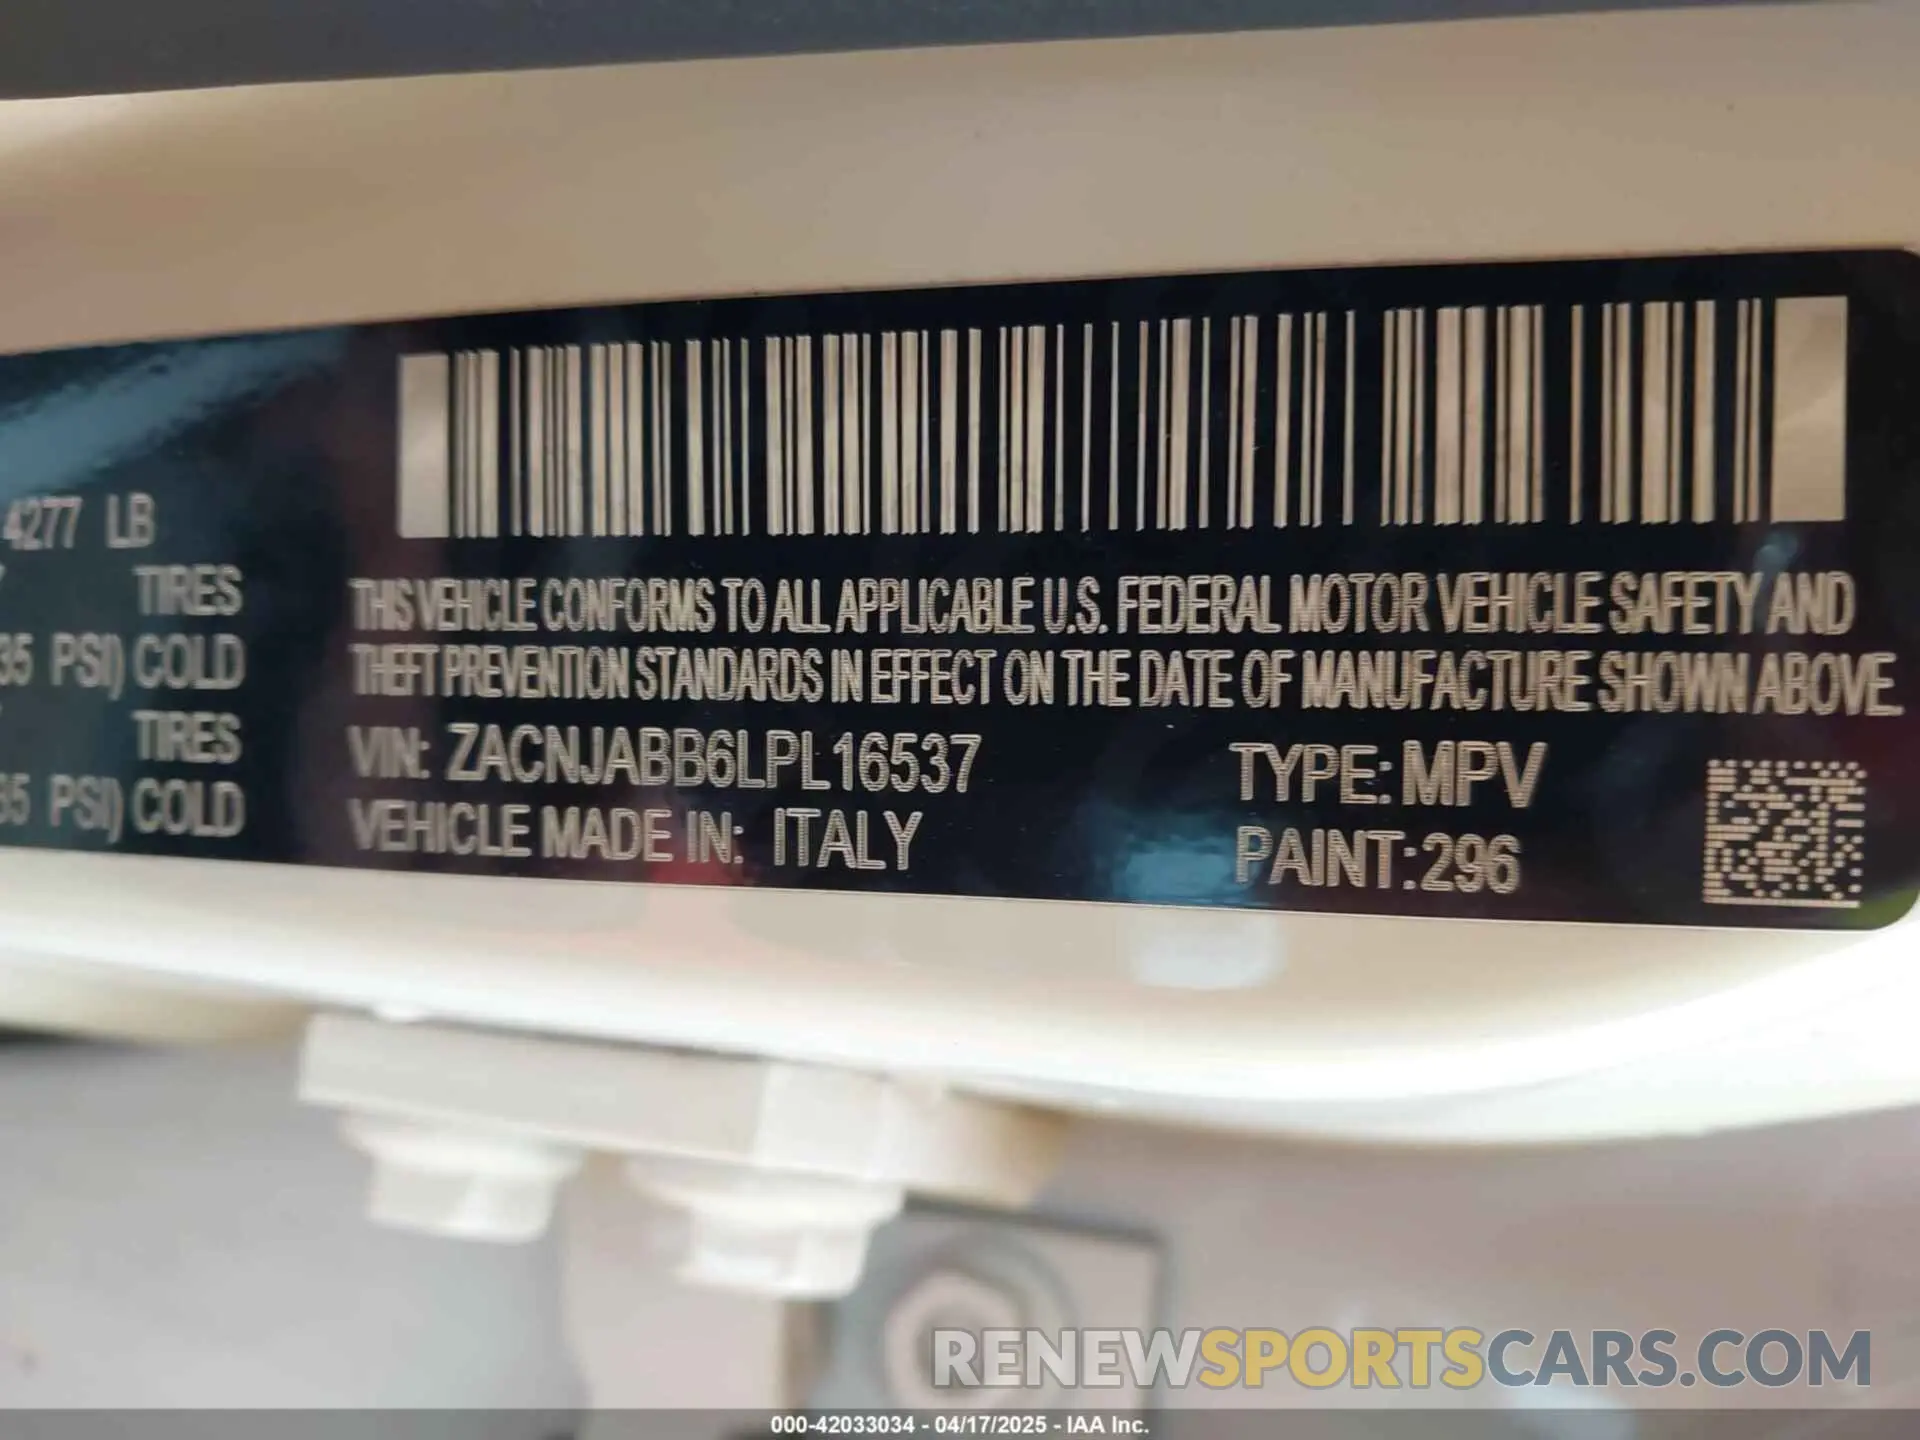 4277 LB
TIRES
35 PSI) COLD
TIRES
PSI) COLD
THIS VEHICLE CONFORMS TO ALL APPLICABLE U.S. FEDERAL MOTOR VEHICLE SAFETY AND
THEFT PREVENTION STANDARDS IN EFFECT ON THE DATE OF MANUFACTURE SHOWN ABOVE.
VIN: ZACNJABB6LPL16537
TYPE: MPV
VEHICLE MADE IN: ITALY
PAINT:296
RENEWSPORTSCARS.COM
000-42033034 - 04/17/2025 - IAA Inc.